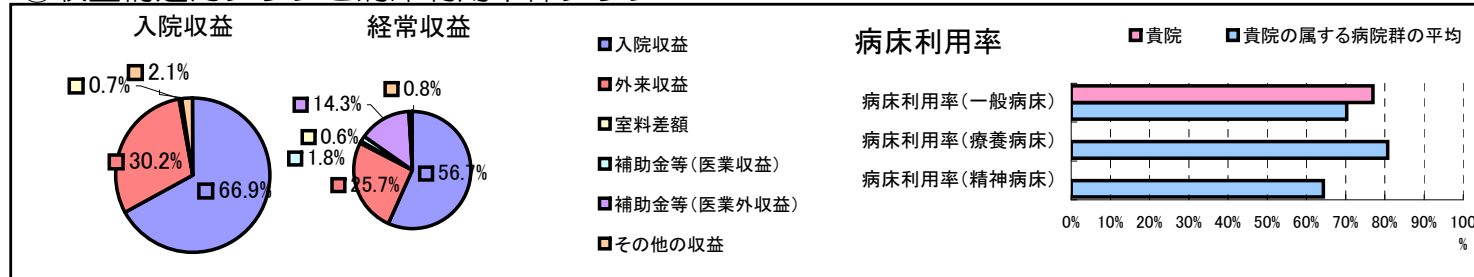 入院収益
0.7%
2.1%
30.2%
66.9%
経常収益
0.8%
14.3%
0.6%
1.8%
25.7%
56.7%
入院収益
外来収益
室料差額
補助金等(医業収益)
補助金等(医業外収益)
その他の収益
病床利用率
貴院
貴院の属する病院群の平均
病床利用率(一般病床)
病床利用率(療養病床)
病床利用率(精神病床)
0% 10% 20% 30% 40% 50% 60% 70% 80% 90% 100
%